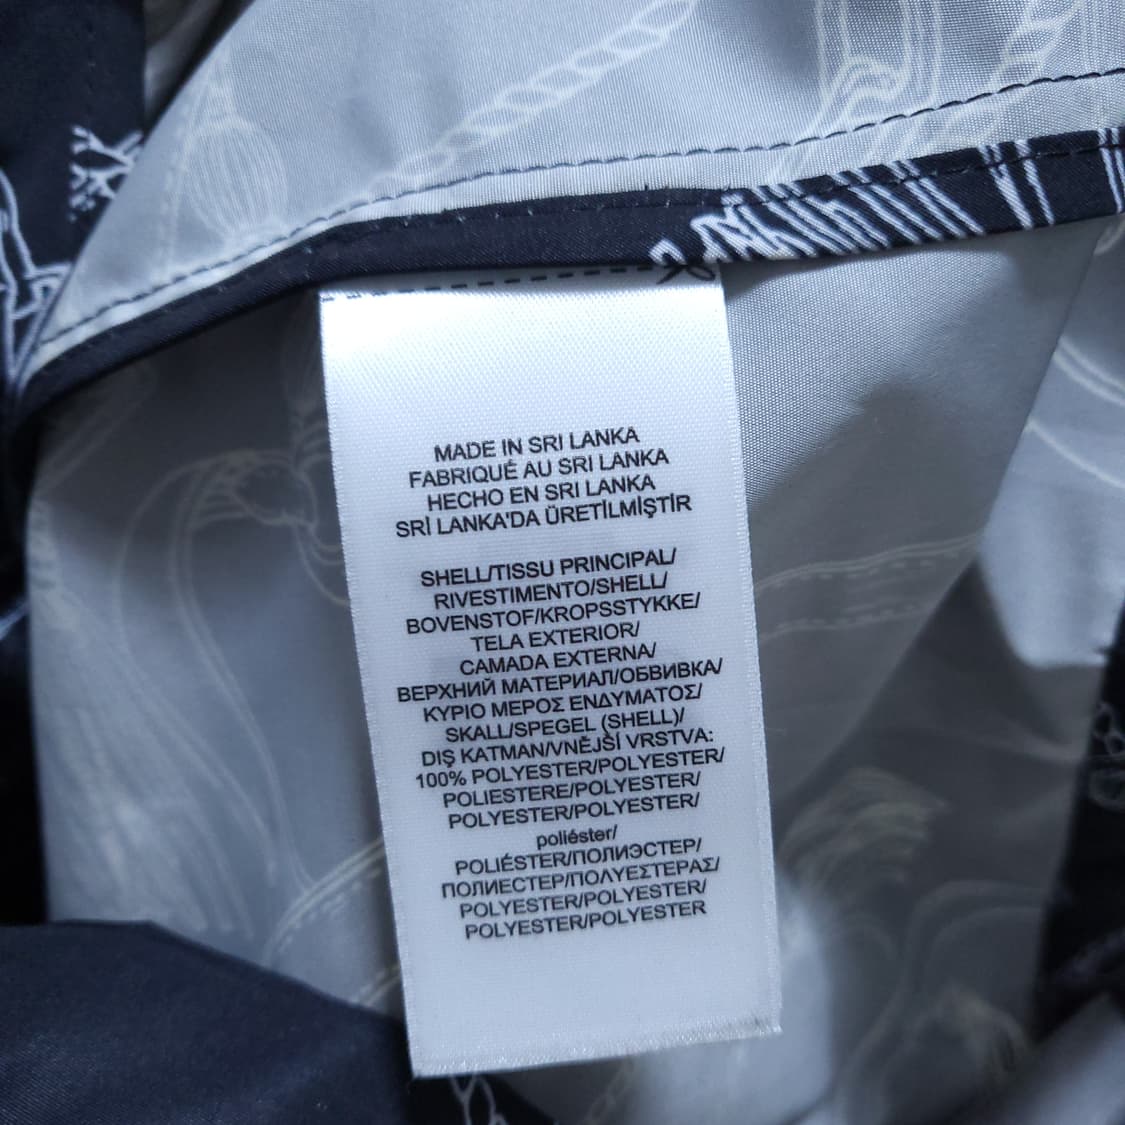 MADE IN SRI LANKA
FABRIQUÉ AU SRI LANKA
HECHO EN SRI LANKA
SRİ LANKA'DA ÜRETİLMİŞTİR
SHELL/TISSU PRINCIPAL/
RIVESTIMENTO/SHELL/
BOVENSTOF/KROPSSTYKKE/
TELA EXTERIOR/
CAMADA EXTERNA/
ВЕРХНИЙ МАТЕРИАЛ/ОБВИВКА/
ΚΥΡΙΟ ΜΕΡΟΣ ΕΝΔΥΜΑΤΟΣ/
SKALL/SPEGEL (SHELL)/
DIŞ KATMAN/VNĚJŠÍ VRSTVA:
100% POLYESTER/POLYESTER/
POLIESTERE/POLYESTER/
POLYESTER/POLYESTER/
poliéster/
POLIÉSTER/ПОЛИЭСТЕР/
ПОЛИЕСТЕР/ΠΟΛΥΕΣΤΕΡΑΣ/
POLYESTER/POLYESTER/
POLYESTER/POLYESTER